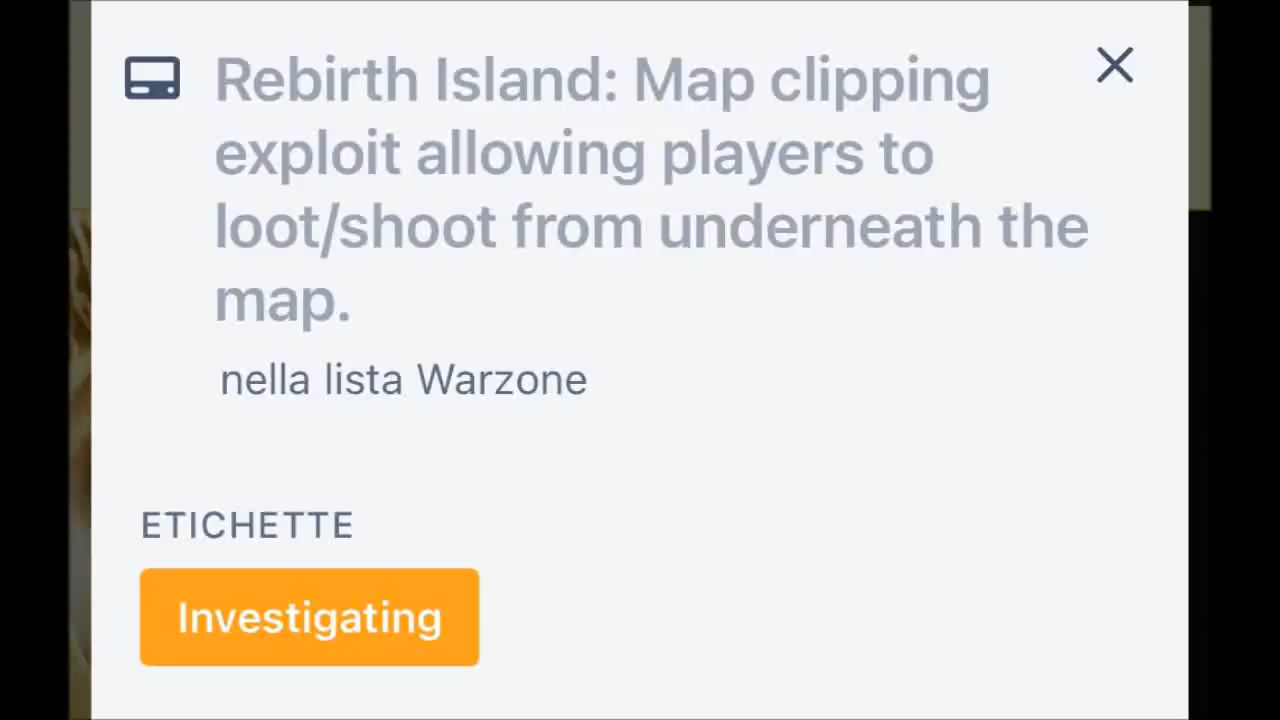 Rebirth Island: Map clipping
exploit allowing players to
loot/shoot from underneath the
map.
nella lista Warzone
ETICHETTE
Investigating